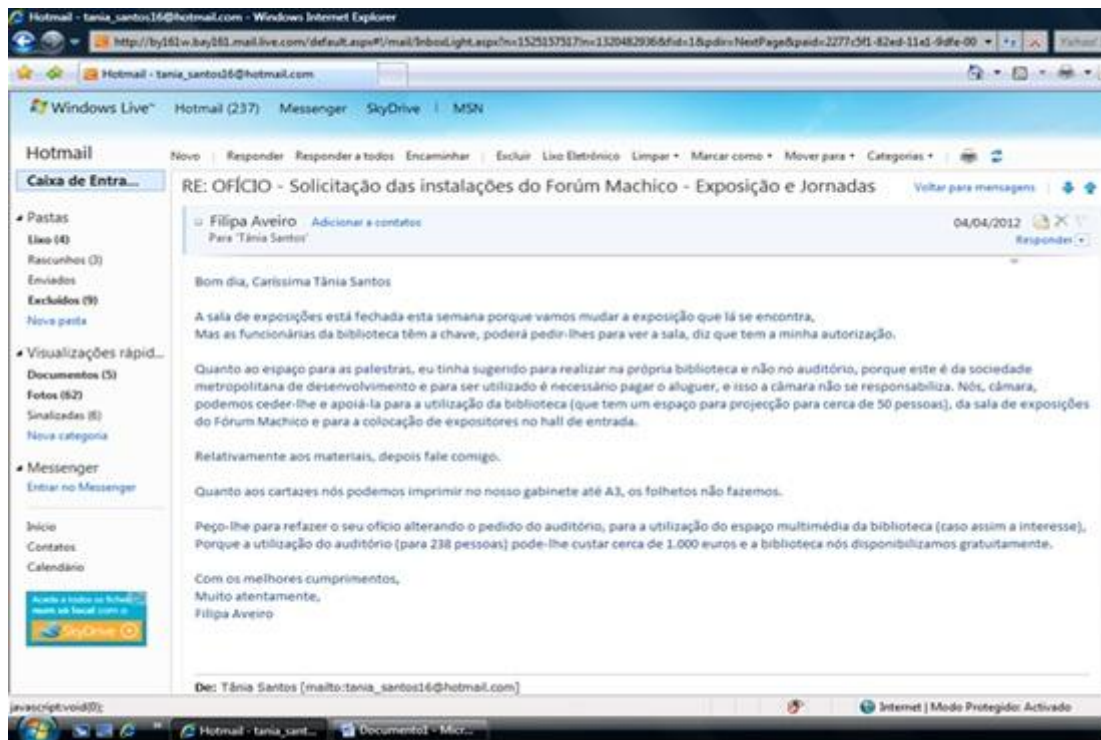 Hotmail - tania_santos16@hotmail.com - Windows Internet Explorer
Hotmail - tania_santos16@hotmail.com
Windows Live™ Hotmail (237) Messenger SkyDrive | MSN
Hotmail
Novo | Responder Responder a todos Encaminhar | Excluir Lixo Eletrônico Limpar Marcar como Mover para Categorias
Caixa de Entra...
RE: OFÍCIO - Solicitação das instalações do Forúm Machico - Exposição e Jornadas
Voltar para mensagens
Pastas
Lixo (4)
Rascunhos (3)
Enviados
Excluídos (9)
Nova pasta
Visualizações rápid...
Documentos (5)
Fotos (62)
Sinalizadas (6)
Nova categoria
Messenger
Entrar no Messenger
Início
Contatos
Calendário
SkyDrive
Filipa Aveiro Adicionar a contatos
04/04/2012
Para 'Tânia Santos'
Responder
Bom dia, Caríssima Tânia Santos
A sala de exposições está fechada esta semana porque vamos mudar a exposição que lá se encontra,
Mas as funcionárias da biblioteca têm a chave, poderá pedir-lhes para ver a sala, diz que tem a minha autorização.
Quanto ao espaço para as palestras, eu tinha sugerido para realizar na própria biblioteca e não no auditório, porque este é da sociedade
metropolitana de desenvolvimento e para ser utilizado é necessário pagar o aluguer, e isso a câmara não se responsabiliza. Nós, câmara,
podemos ceder-lhe e apoiá-la para a utilização da biblioteca (que tem um espaço para projecção para cerca de 50 pessoas), da sala de exposições
do Fórum Machico e para a colocação de expositores no hall de entrada.
Relativamente aos materiais, depois fale comigo.
Quanto aos cartazes nós podemos imprimir no nosso gabinete até A3, os folhetos não fazemos.
Peço-lhe para refazer o seu ofício alterando o pedido do auditório, para a utilização do espaço multimédia da biblioteca (caso assim a interesse),
Porque a utilização do auditório (para 238 pessoas) pode-lhe custar cerca de 1.000 euros e a biblioteca nós disponibilizamos gratuitamente.
Com os melhores cumprimentos,
Muito atentamente,
Filipa Aveiro
De: Tânia Santos [mailto:tania_santos16@hotmail.com]
javascript:void(0);
Internet | Modo Protegido: Activado
Hotmail - tania_sant...
Documento1 - Micr...